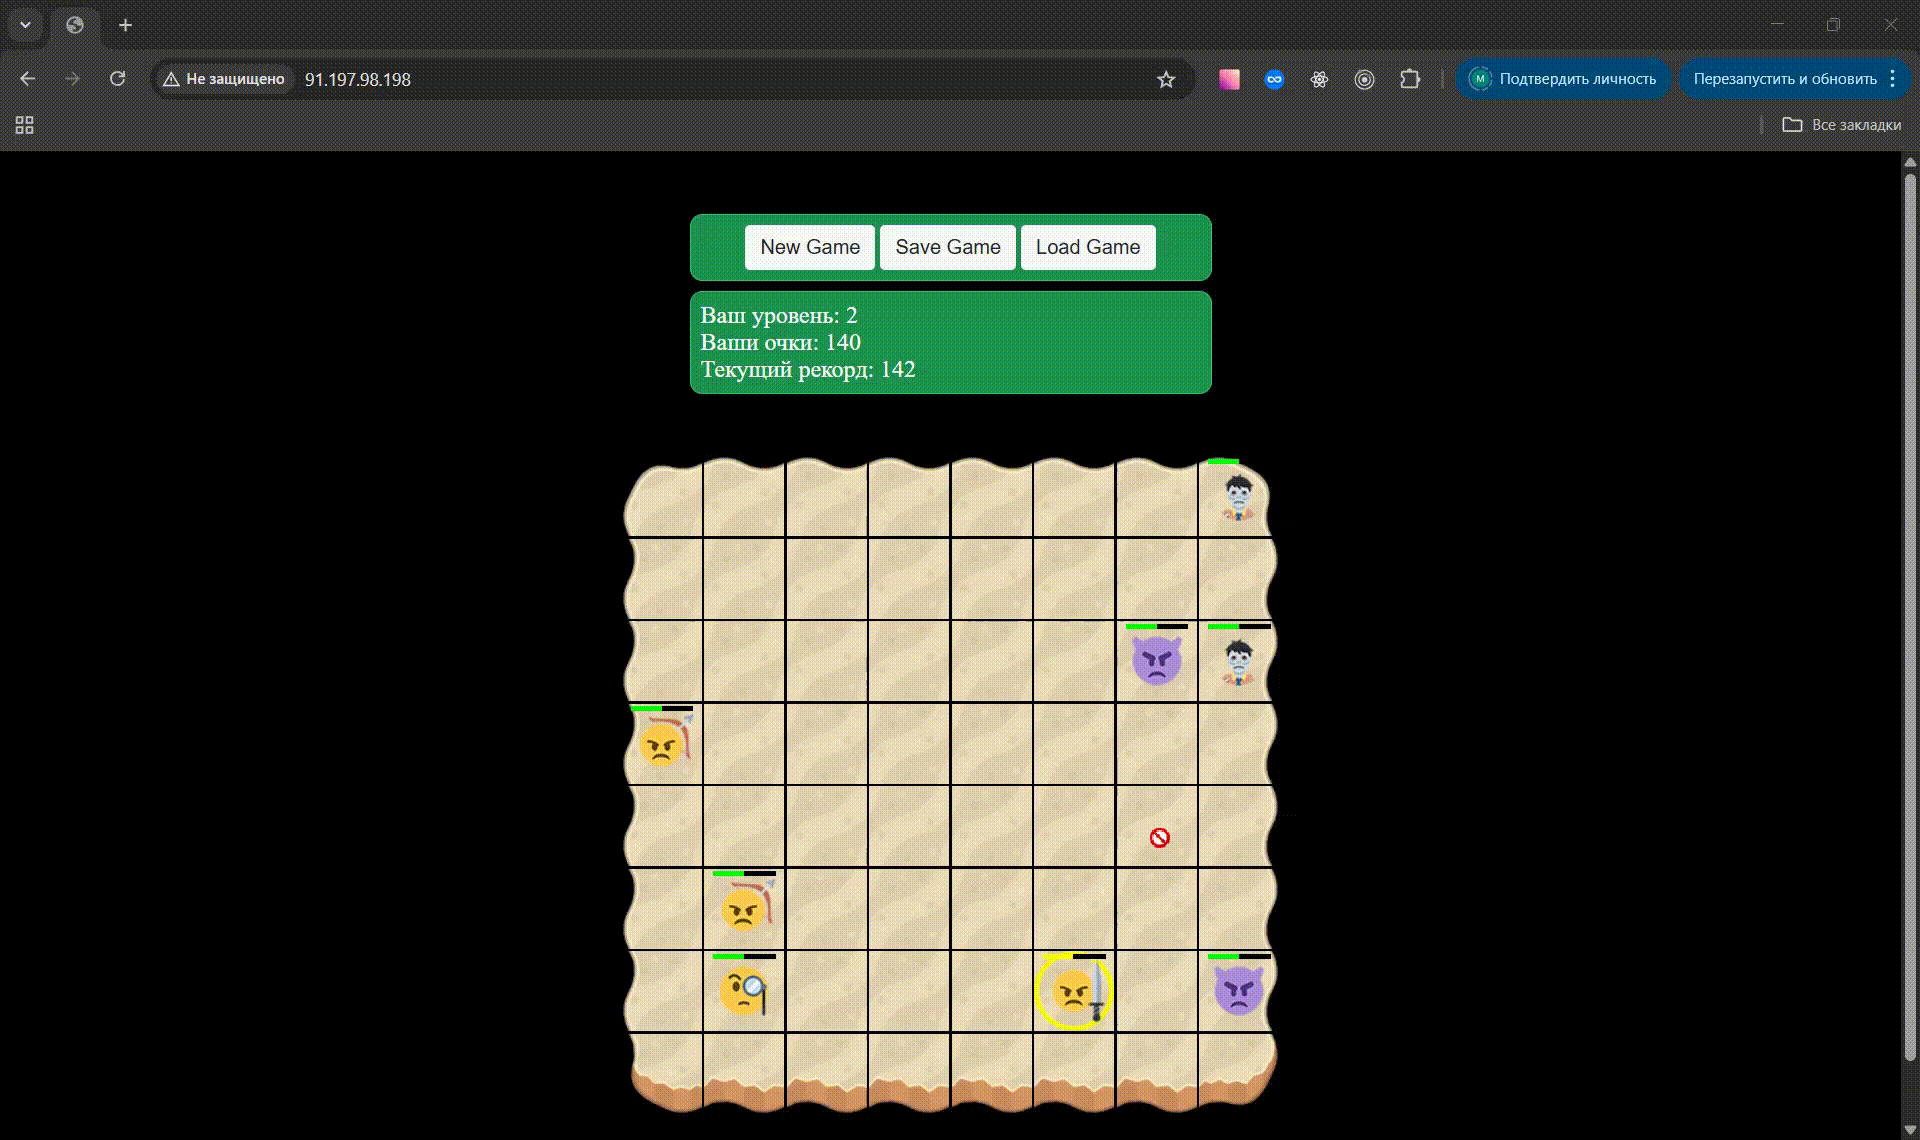 Не защищено
91.197.98.198
M
Подтвердить личность
Перезапустить и обновить
Все закладки
New Game
Save Game
Load Game
Ваш уровень: 2
Ваши очки: 140
Текущий рекорд: 142